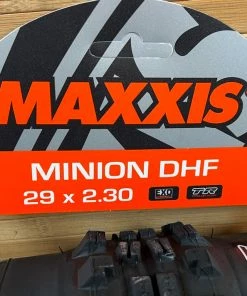 MAXXIS
MINION DHF
29 x 2.30 EXO TR